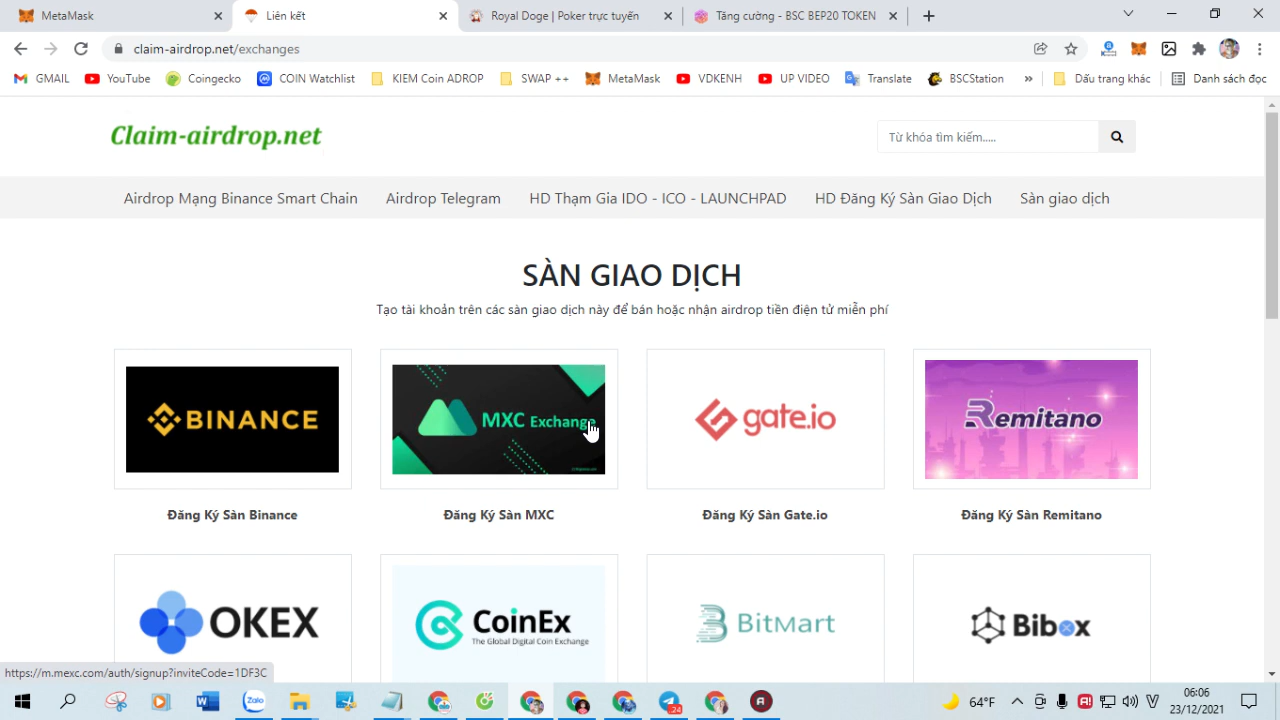 MetaMask
Liên kết
Royal Doge | Poker trực tuyến
Tăng cường - BSC BEP20 TOKEN
claim-airdrop.net/exchanges
GMAIL
YouTube
Coingecko
COIN Watchlist
KIEM Coin ADROP
SWAP ++
MetaMask
VDKENH
UP VIDEO
Translate
BSCStation
Dấu trang khác
Danh sách đọc
Claim-airdrop.net
Từ khóa tìm kiếm.....
Airdrop Mạng Binance Smart Chain
Airdrop Telegram
HD Thạm Gia IDO - ICO - LAUNCHPAD
HD Đăng Ký Sàn Giao Dịch
Sàn giao dịch
SÀN GIAO DỊCH
Tạo tài khoản trên các sàn giao dịch này để bán hoặc nhận airdrop tiền điện tử miễn phí
BINANCE
MXC Exchange
gate.io
Remitano
Đăng Ký Sàn Binance
Đăng Ký Sàn MXC
Đăng Ký Sàn Gate.io
Đăng Ký Sàn Remitano
OKEX
CoinEx
The Global Digital Coin Exchange
BitMart
Bibox
https://m.mexc.com/auth/signup?inviteCode=1DF3C
Zalo
24
64°F
06:06
23/12/2021